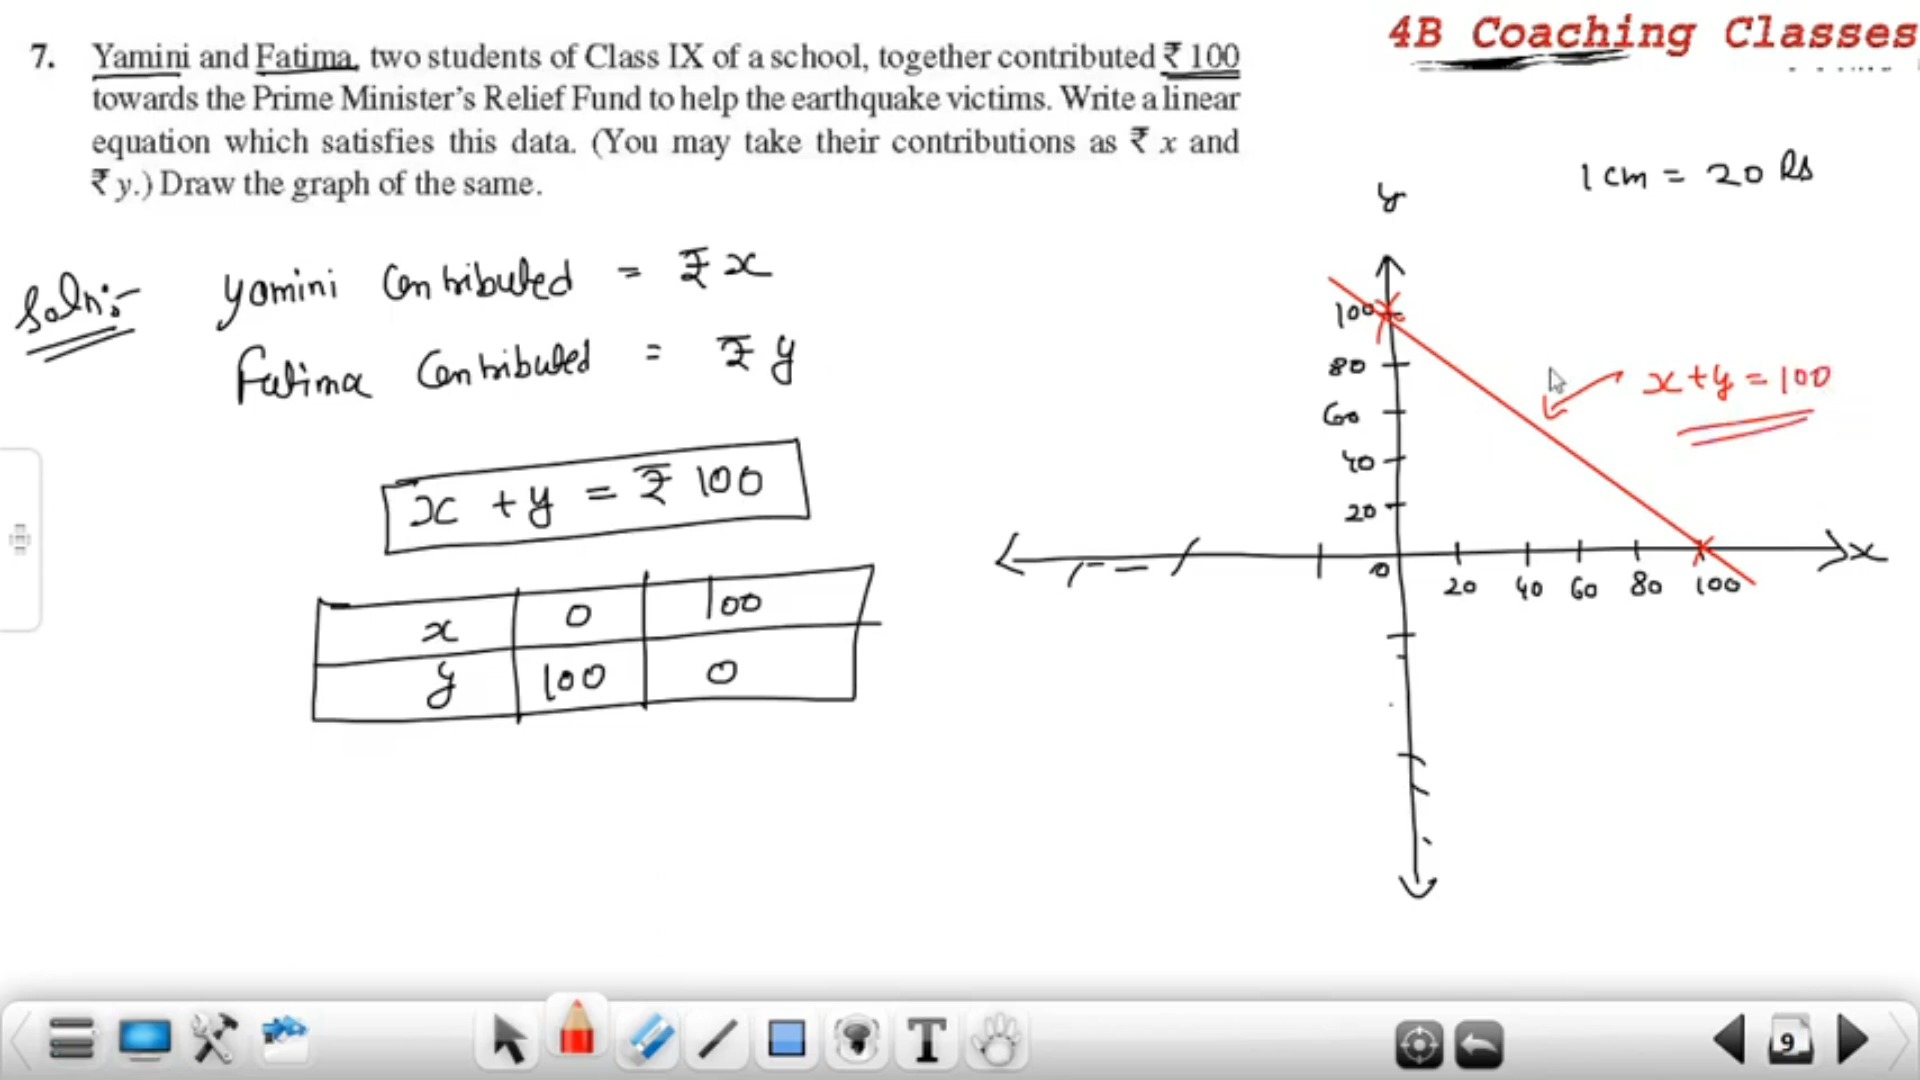 4B Coaching Classes
7. Yamini and Fatima, two students of Class IX of a school, together contributed ₹ 100
towards the Prime Minister's Relief Fund to help the earthquake victims. Write a linear
equation which satisfies this data. (You may take their contributions as ₹ x and
₹ y.) Draw the graph of the same.
1 cm = 20 Rs
Soln:-
Yamini Contributed = ₹ x
Fatima Contributed = ₹ y
x + y = ₹ 100
x 0 100
y 100 0
y
100
80
60
40
20
x + y = 100
0 20 40 60 80 100
x
T
9